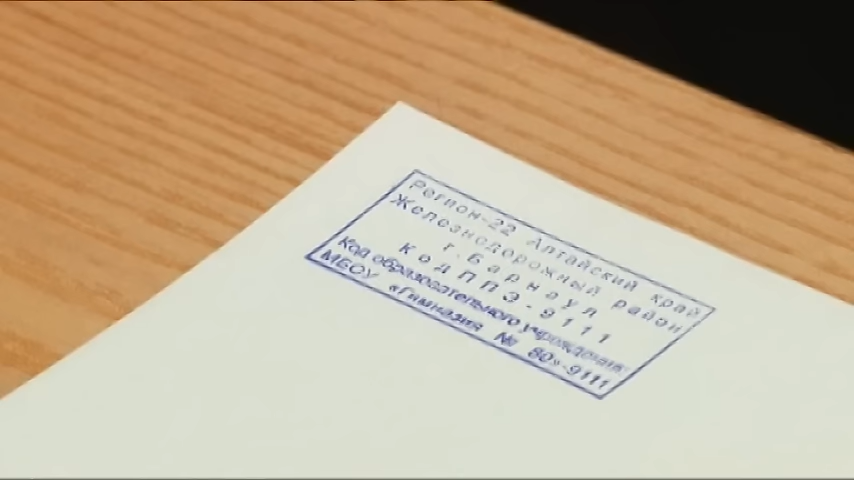 Регион-22 Алтайский край
Железнодорожный район
г.Барнаул
код ППЭ-9111
Код образовательного учреждения:
МБОУ «Гимназия № 80»-9111